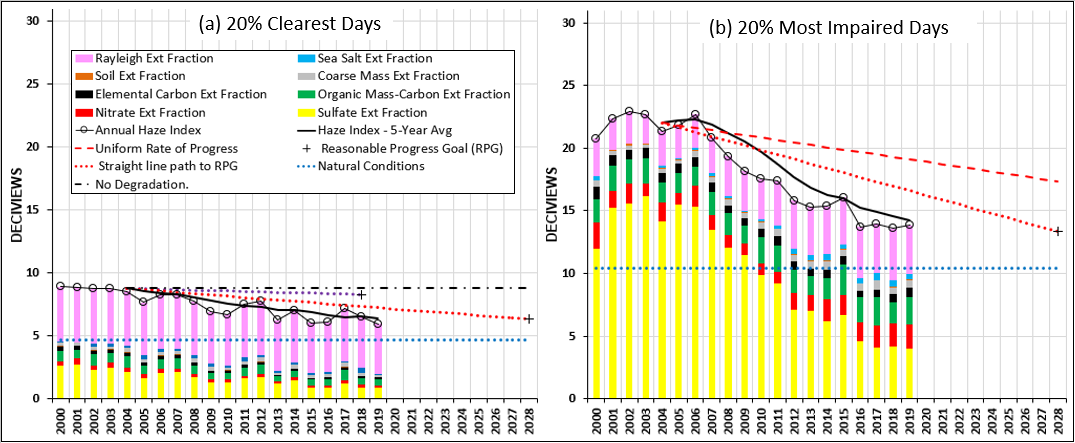 (a) 20% Clearest Days
Rayleigh Ext Fraction
Sea Salt Ext Fraction
Soil Ext Fraction
Coarse Mass Ext Fraction
Elemental Carbon Ext Fraction
Organic Mass-Carbon Ext Fraction
Nitrate Ext Fraction
Sulfate Ext Fraction
Annual Haze Index
Haze Index - 5-Year Avg
Uniform Rate of Progress
Reasonable Progress Goal (RPG)
Straight line path to RPG
Natural Conditions
No Degradation.
DECIVIEWS
30
25
20
15
10
5
0
2000 2001 2002 2003 2004 2005 2006 2007 2008 2009 2010 2011 2012 2013 2014 2015 2016 2017 2018 2019 2020 2021 2022 2023 2024 2025 2026 2027 2028
(b) 20% Most Impaired Days
DECIVIEWS
30
25
20
15
10
5
0
2000 2001 2002 2003 2004 2005 2006 2007 2008 2009 2010 2011 2012 2013 2014 2015 2016 2017 2018 2019 2020 2021 2022 2023 2024 2025 2026 2027 2028